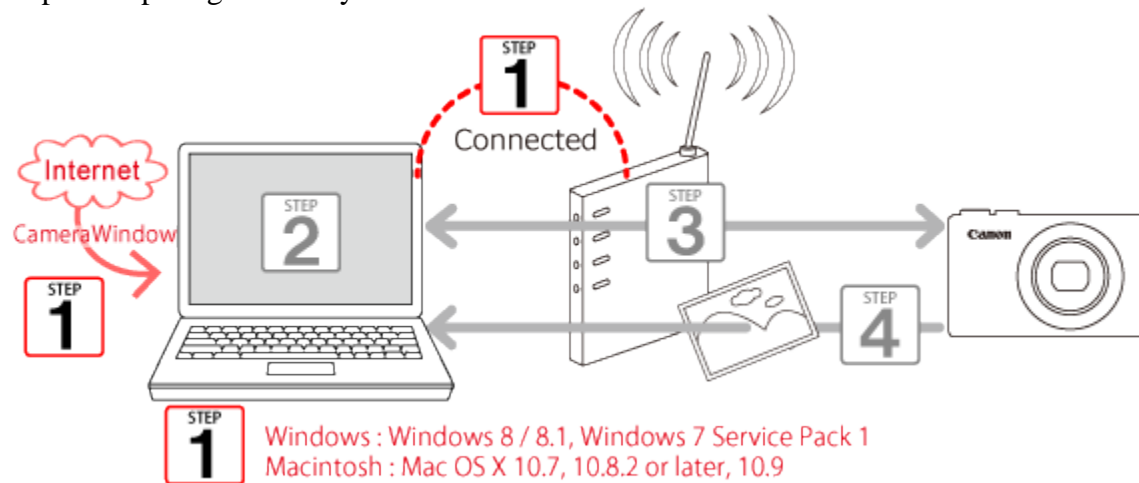 STEP
1
Connected
Internet
CameraWindow
STEP
1
STEP
2
STEP
3
Canon
STEP
4
STEP
1
Windows : Windows 8 / 8.1, Windows 7 Service Pack 1
Macintosh : Mac OS X 10.7, 10.8.2 or later, 10.9